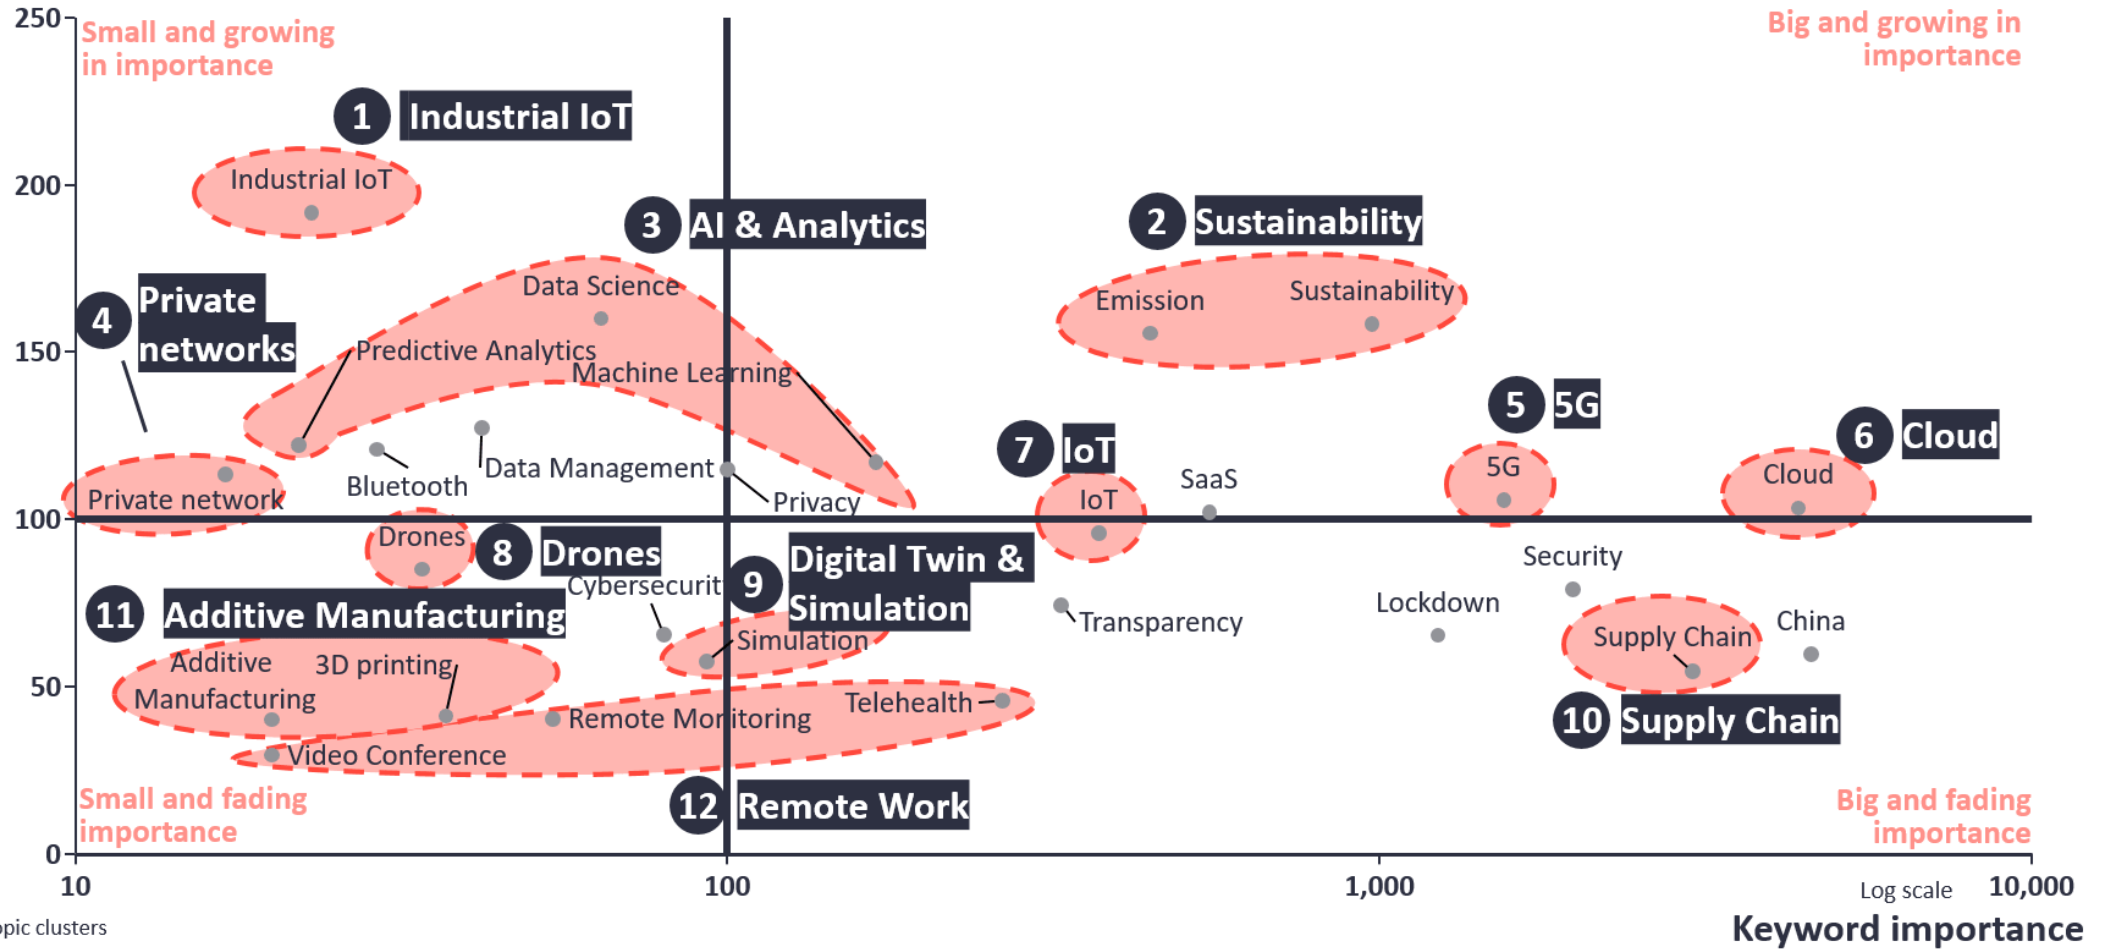 250
Small and growing
in importance
Big and growing in
importance
1 Industrial IoT
Industrial IoT
200
3 AI & Analytics
2 Sustainability
Data Science
Emission
Sustainability
4 Private
networks
150
Predictive Analytics
Machine Learning
5 5G
6 Cloud
7 IoT
5G
Cloud
Data Management
SaaS
Bluetooth
Private network
Privacy
IoT
100
Drones
8 Drones
9 Digital Twin &
Simulation
Security
Cybersecurit
11 Additive Manufacturing
Lockdown
Transparency
China
Supply Chain
Simulation
Additive
Manufacturing
3D printing
50
Telehealth
Remote Monitoring
10 Supply Chain
Video Conference
Small and fading
importance
12 Remote Work
Big and fading
importance
0
10
100
1,000
Log scale
10,000
opic clusters
Keyword importance